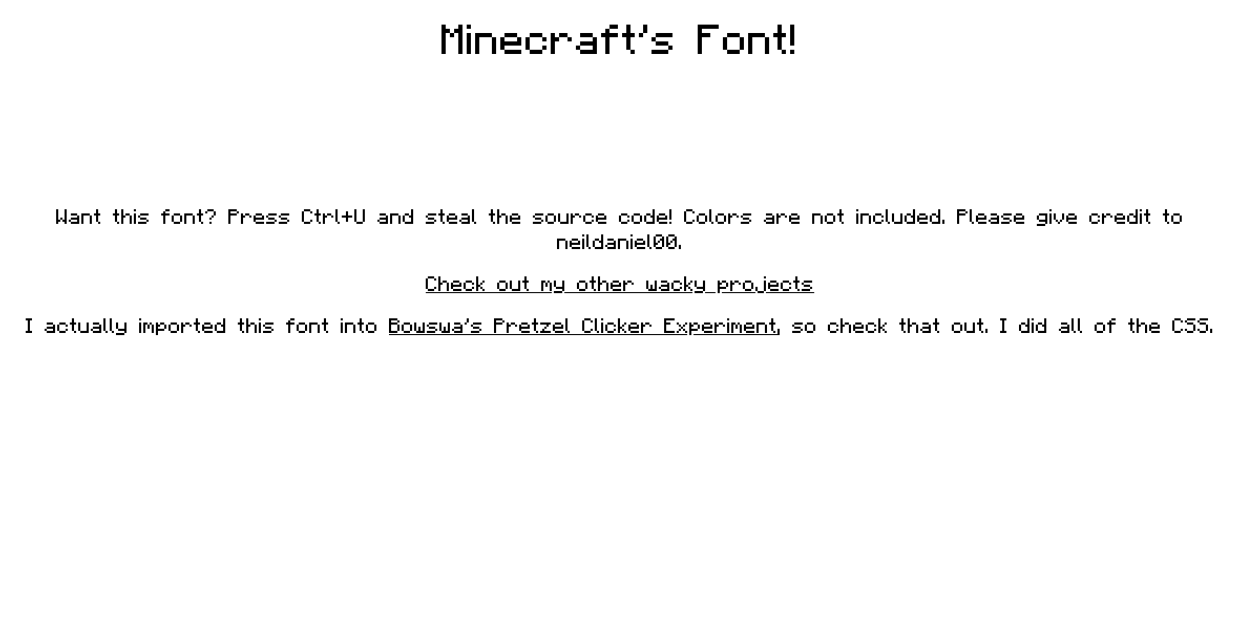 Minecraft's Font!
Want this font? Press Ctrl+U and steal the source code! Colors are not included. Please give credit to
neildaniel00.
Check out my other wacky projects
I actually imported this font into Bowswa's Pretzel Clicker Experiment, so check that out. I did all of the CSS.